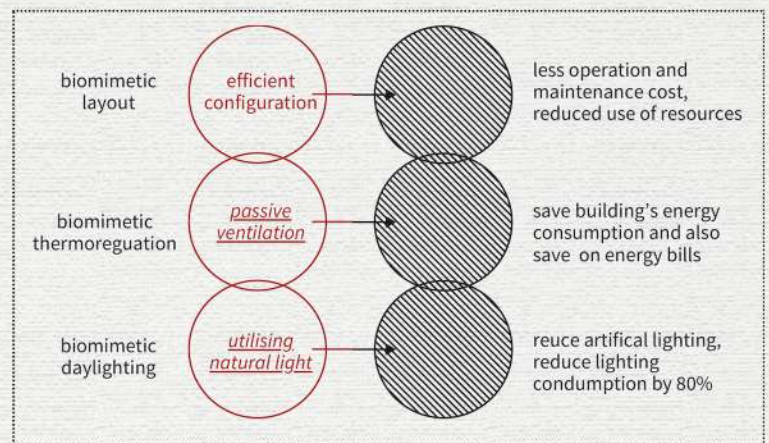 biomimetic
layout
efficient
configuration
less operation and
maintenance cost,
reduced use of resources
biomimetic
thermoreguation
passive
ventilation
save building's energy
consumption and also
save on energy bills
biomimetic
daylighting
utilising
natural light
reuce artifical lighting,
reduce lighting
condumption by 80%